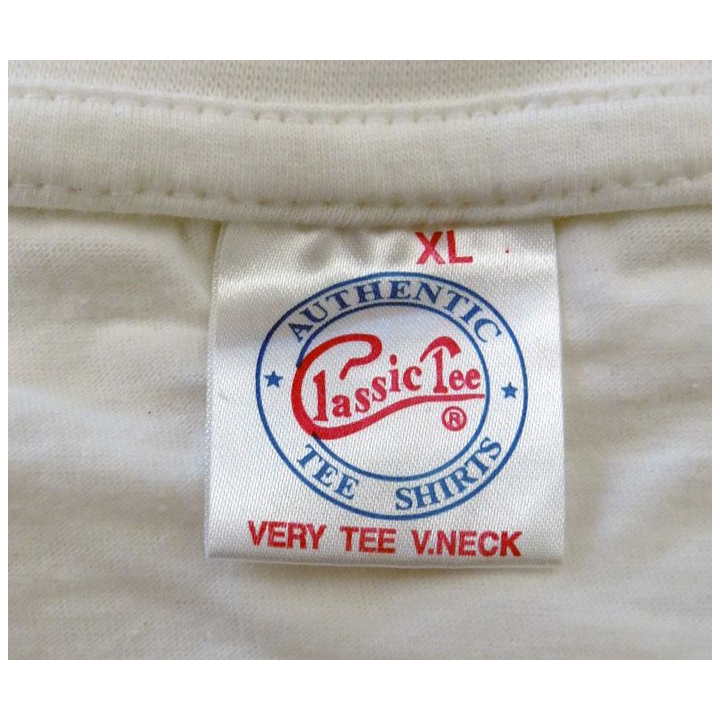 XL
AUTHENTIC
Classic Tee
®
TEE SHIRTS
VERY TEE V.NECK